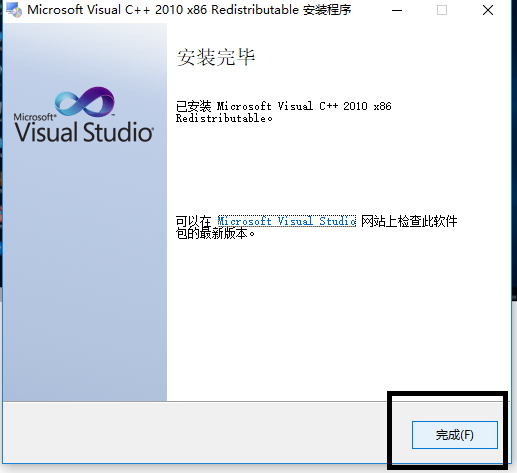 Microsoft Visual C++ 2010 x86 Redistributable 安装程序
安装完毕
Microsoft®
Visual Studio®
已安装 Microsoft Visual C++ 2010 x86
Redistributable。
可以在 Microsoft Visual Studio 网站上检查此软件
包的最新版本。
完成(F)